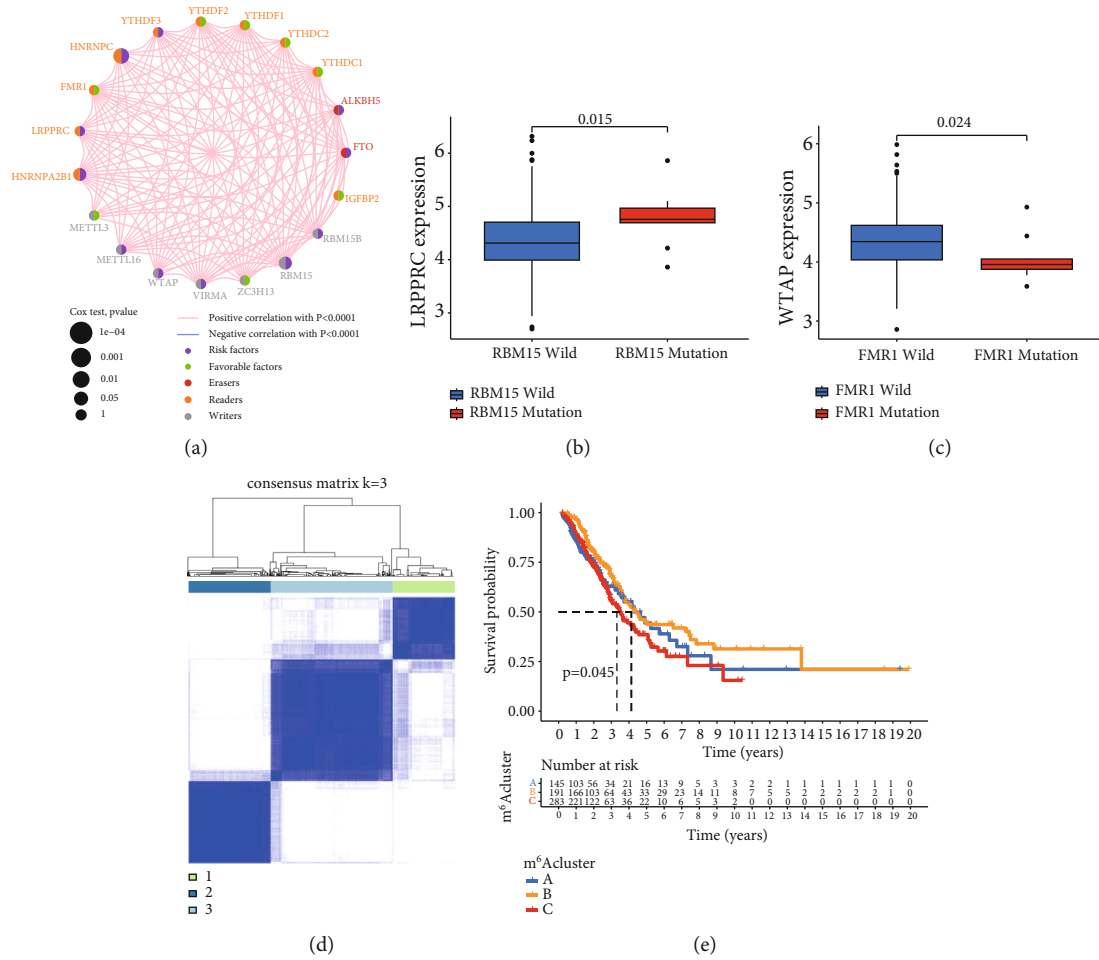 YTHDF2
YTHDF1
YTHDF3
YTHDC2
HNRNPC
YTHDC1
FMR1
ALKBH5
LRPPRC
FTO
HNRNPA2B1
IGFBP2
METTL3
RBM15B
METTL16
RBM15
WTAP
VIRMA
ZC3H13
Cox test, pvalue
1e−04
0.001
0.01
0.05
1
Positive correlation with P<0.0001
Negative correlation with P<0.0001
Risk factors
Favorable factors
Erasers
Readers
Writers
(a)
LRPPRC expression
6
5
4
3
0.015
RBM15 Wild RBM15 Mutation
RBM15 Wild
RBM15 Mutation
(b)
WTAP expression
6
5
4
3
0.024
FMR1 Wild FMR1 Mutation
FMR1 Wild
FMR1 Mutation
(c)
consensus matrix k=3
1
2
3
(d)
Survival probability
1.00
0.75
0.50
0.25
0.00
p=0.045
0 1 2 3 4 5 6 7 8 9 10 11 12 13 14 15 16 17 18 19 20
Time (years)
Number at risk
m⁶Acluster
A 145 103 56 34 21 16 13 9 5 3 3 2 2 1 1 1 1 1 1 1 0
B 191 166 103 64 43 33 29 23 14 11 8 7 5 5 2 2 2 2 2 1 0
C 283 221 122 63 36 22 10 6 5 3 2 0 0 0 0 0 0 0 0 0 0
0 1 2 3 4 5 6 7 8 9 10 11 12 13 14 15 16 17 18 19 20
Time (years)
m⁶Acluster
A
B
C
(e)